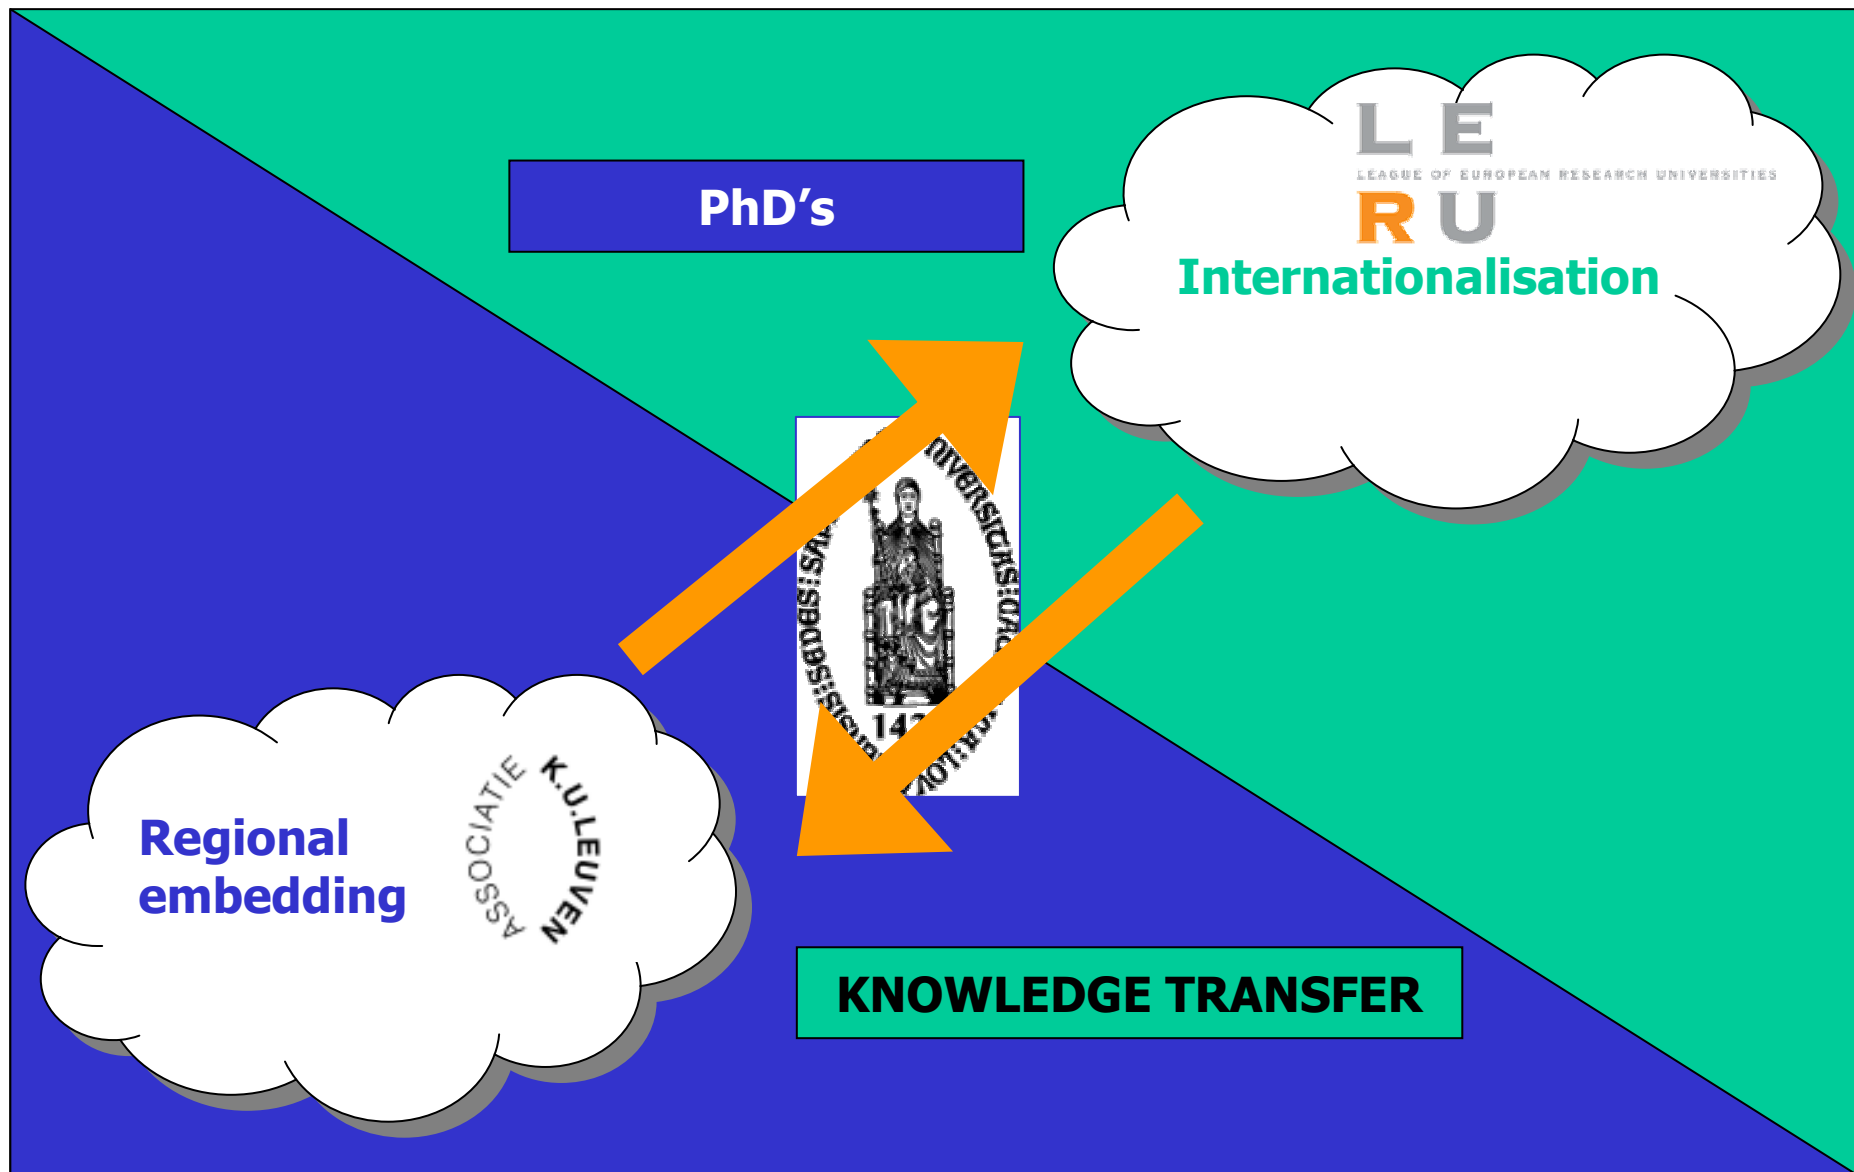 L E
LEAGUE OF EUROPEAN RESEARCH UNIVERSITIES
R U
Internationalisation
PhD’s
Regional
embedding
ASSOCIATIE
K.U.LEUVEN
KNOWLEDGE TRANSFER